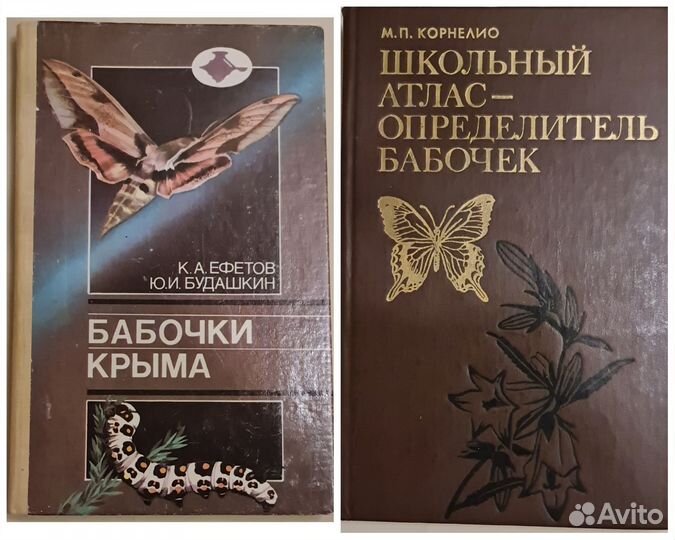 К.А.ЕФЕТОВ
Ю.И.БУДАШКИН
БАБОЧКИ
КРЫМА
М.П. КОРНЕЛИО
ШКОЛЬНЫЙ
АТЛАС—
ОПРЕДЕЛИТЕЛЬ
БАБОЧЕК
Avito